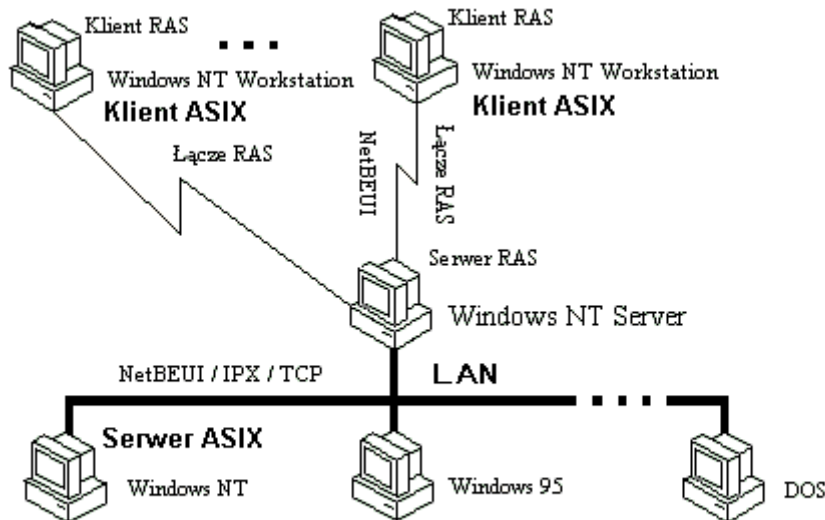 Klient RAS
Klient RAS
Windows NT Workstation
Windows NT Workstation
Klient ASIX
Klient ASIX
Łącze RAS
NetBEUI
Łącze RAS
Serwer RAS
Windows NT Server
NetBEUI / IPX / TCP
LAN
Serwer ASIX
Windows NT
Windows 95
DOS